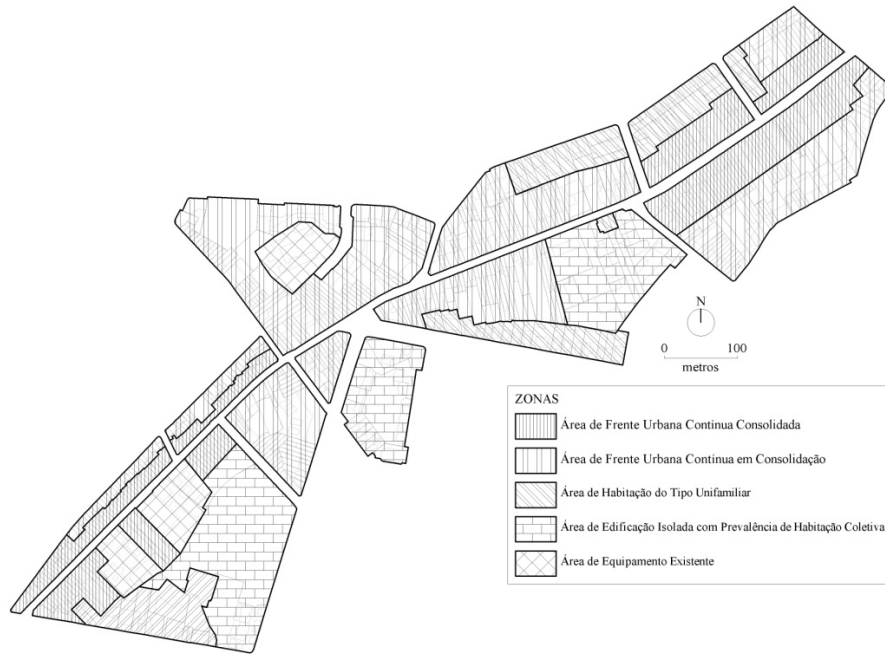 N
0 100
metros
ZONAS
Área de Frente Urbana Contínua Consolidada
Área de Frente Urbana Contínua em Consolidação
Área de Habitação do Tipo Unifamiliar
Área de Edificação Isolada com Prevalência de Habitação Coletiva
Área de Equipamento Existente